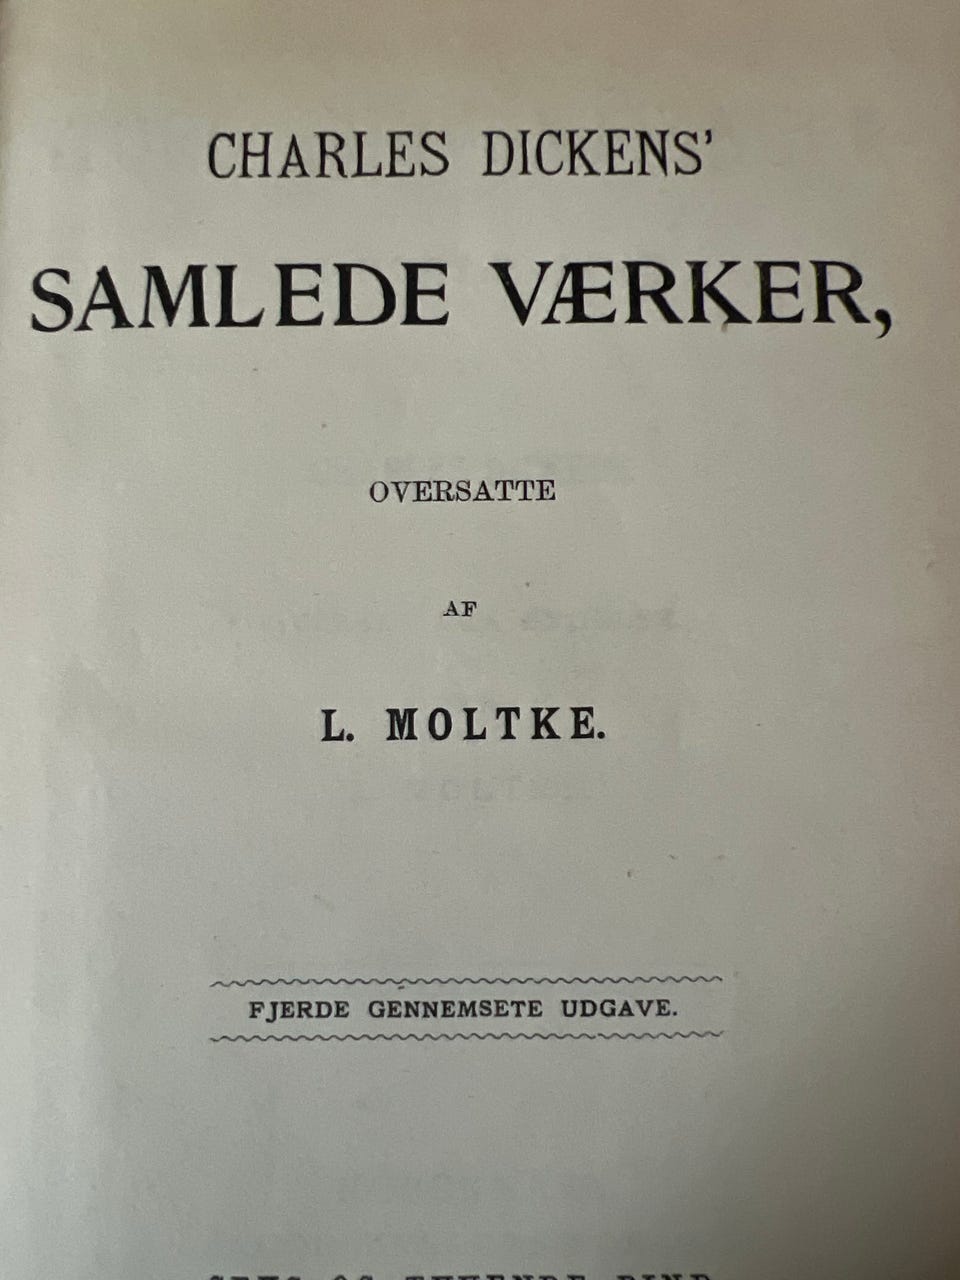 CHARLES DICKENS'
SAMLEDE VÆRKER,
OVERSATTE
AF
L. MOLTKE.
FJERDE GENNEMSETE UDGAVE.